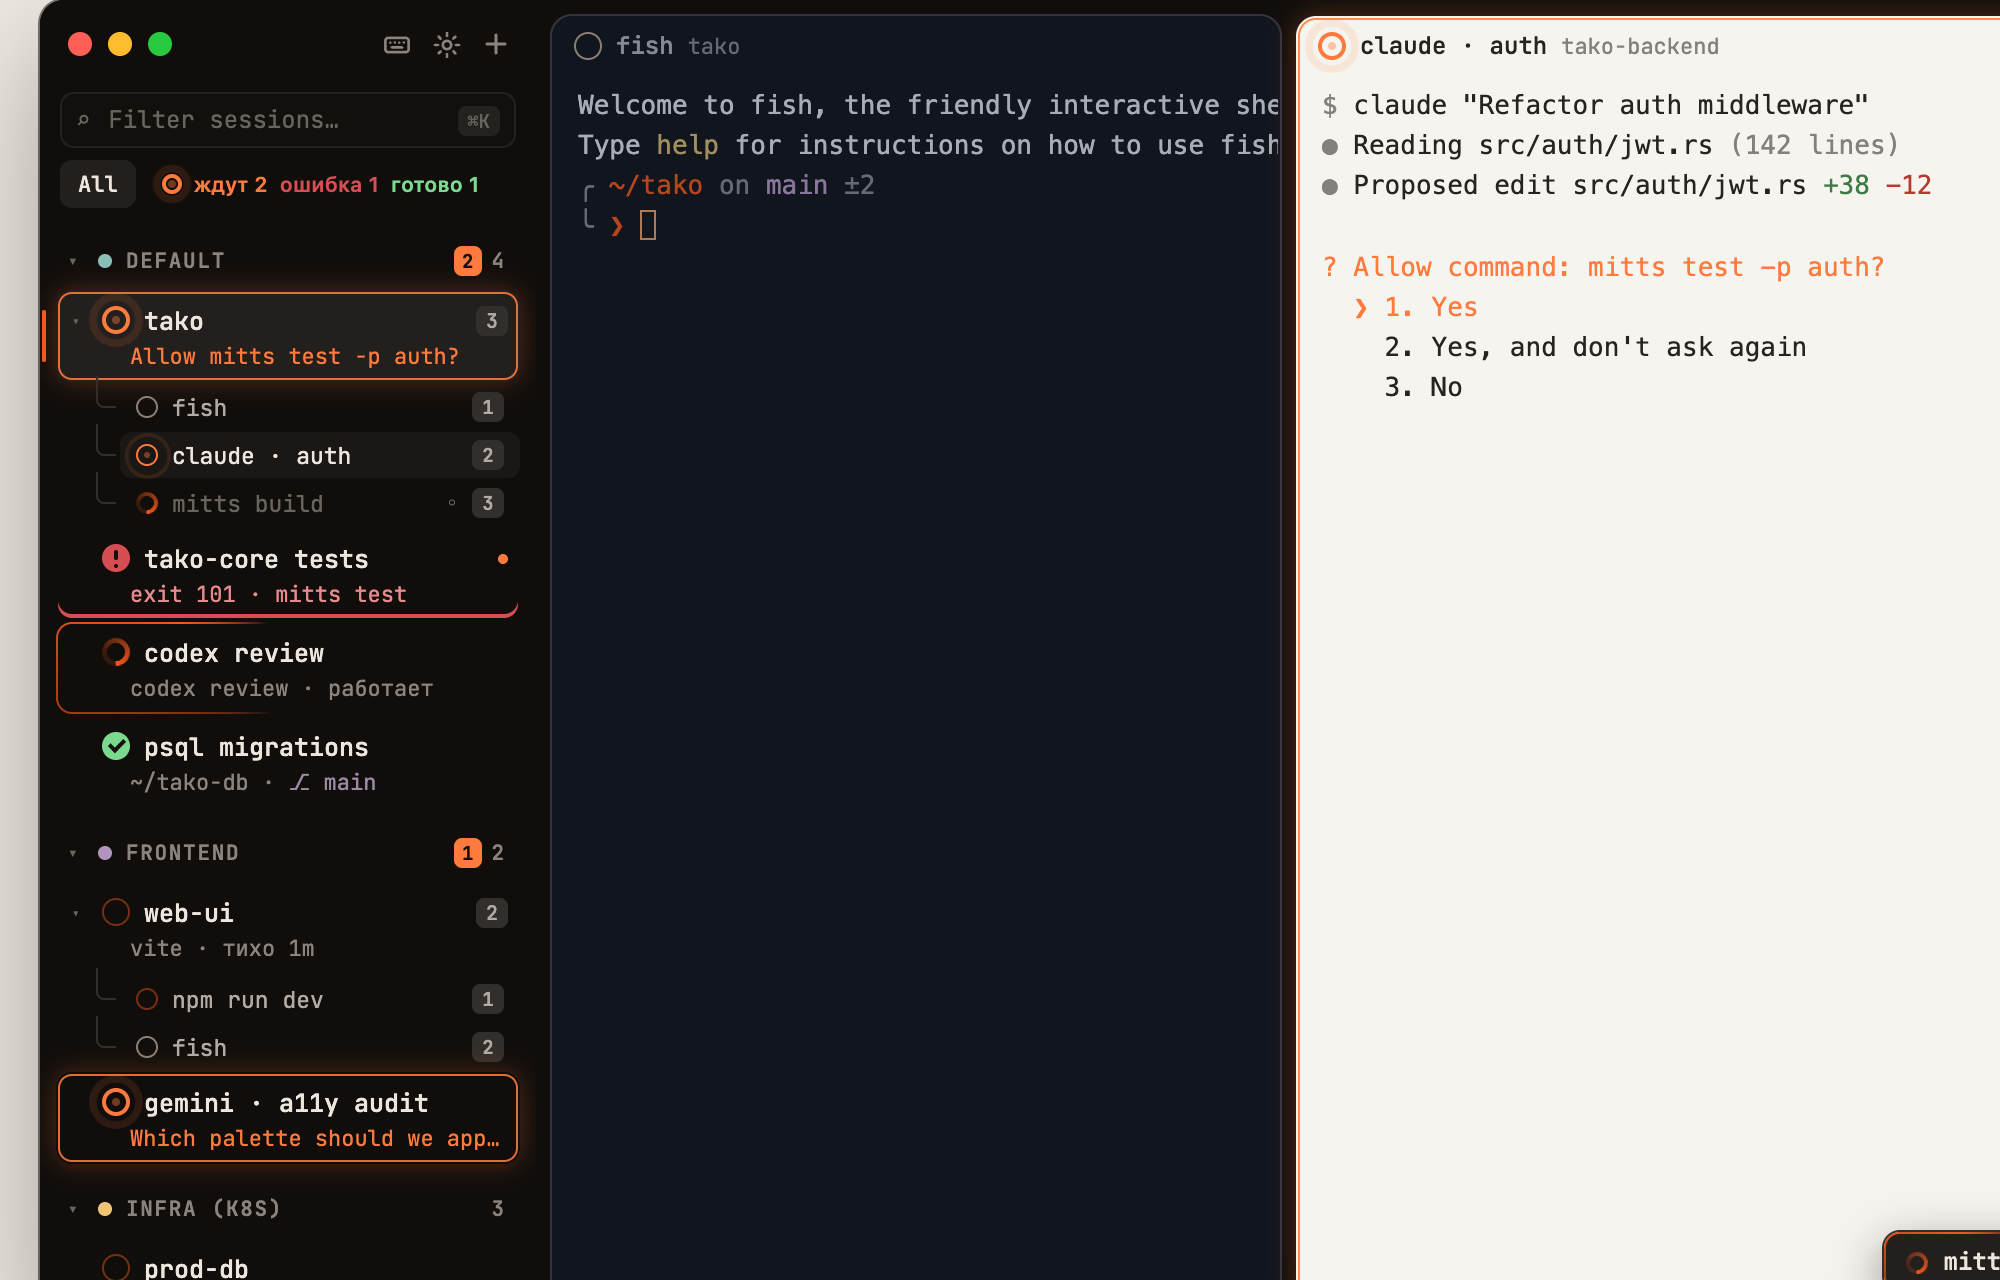 Filter sessions… ⌘K
All ждут 2 ошибка 1 готово 1
DEFAULT 2 4
tako 3
Allow mitts test -p auth?
fish 1
claude · auth 2
mitts build 3
tako-core tests
exit 101 · mitts test
codex review
codex review · работает
psql migrations
~/tako-db · ⎇ main
FRONTEND 1 2
web-ui 2
vite · тихо 1m
npm run dev 1
fish 2
gemini · a11y audit
Which palette should we app…
INFRA (K8S) 3
prod-db
fish tako
Welcome to fish, the friendly interactive she
Type help for instructions on how to use fish
╭ ~/tako on main ±2
╰ ❯
claude · auth tako-backend
$ claude "Refactor auth middleware"
● Reading src/auth/jwt.rs (142 lines)
● Proposed edit src/auth/jwt.rs +38 −12
? Allow command: mitts test –p auth?
❯ 1. Yes
2. Yes, and don't ask again
3. No
mitt